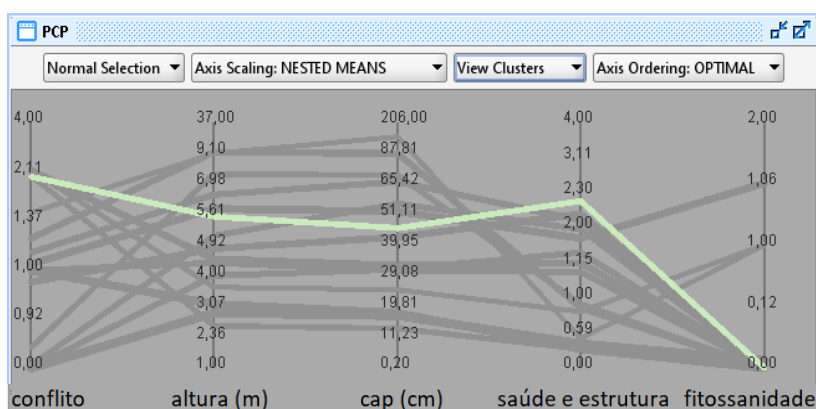 PCP
Normal Selection Axis Scaling: NESTED MEANS View Clusters Axis Ordering: OPTIMAL
4,00 37,00 206,00 4,00 2,00
9,10 87,81 3,11
2,11 6,98 65,42 2,30 1,06
1,37 5,61 51,11 2,00
4,92 39,95 1,15 1,00
1,00 4,00 29,08
0,92 3,07 19,81 1,00 0,12
2,36 11,23 0,59
0,00 1,00 0,20 0,00 0,00
conflito altura (m) cap (cm) saúde e estrutura fitossanidade